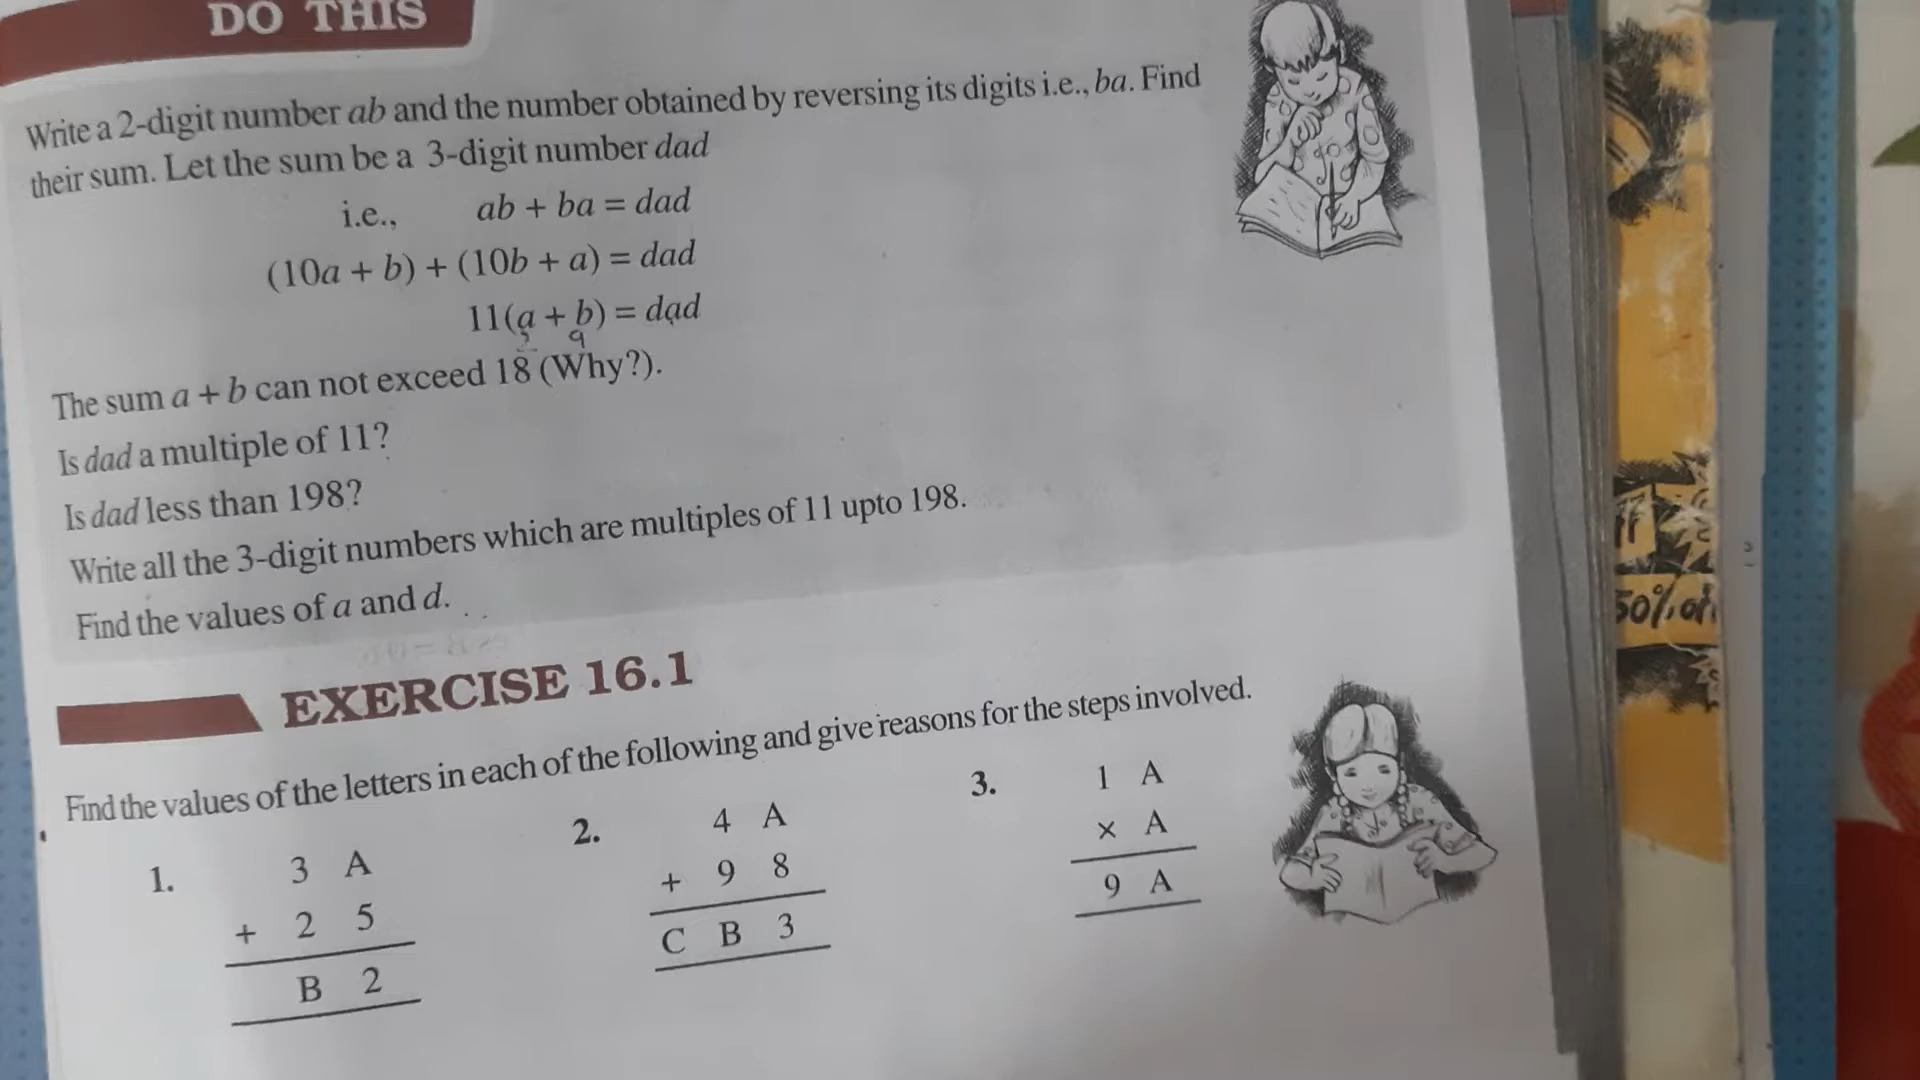 DO THIS
Write a 2-digit number ab and the number obtained by reversing its digits i.e., ba. Find
their sum. Let the sum be a 3-digit number dad
i.e., ab + ba = dad
(10a + b) + (10b + a) = dad
11(a + b) = dad
9
The sum a + b can not exceed 18 (Why?).
Is dad a multiple of 11?
Is dad less than 198?
Write all the 3-digit numbers which are multiples of 11 upto 198.
Find the values of a and d.
EXERCISE 16.1
Find the values of the letters in each of the following and give reasons for the steps involved.
1.
3 A
+ 2 5
B 2
2.
4 A
+ 9 8
C B 3
3.
1 A
× A
9 A
50% of